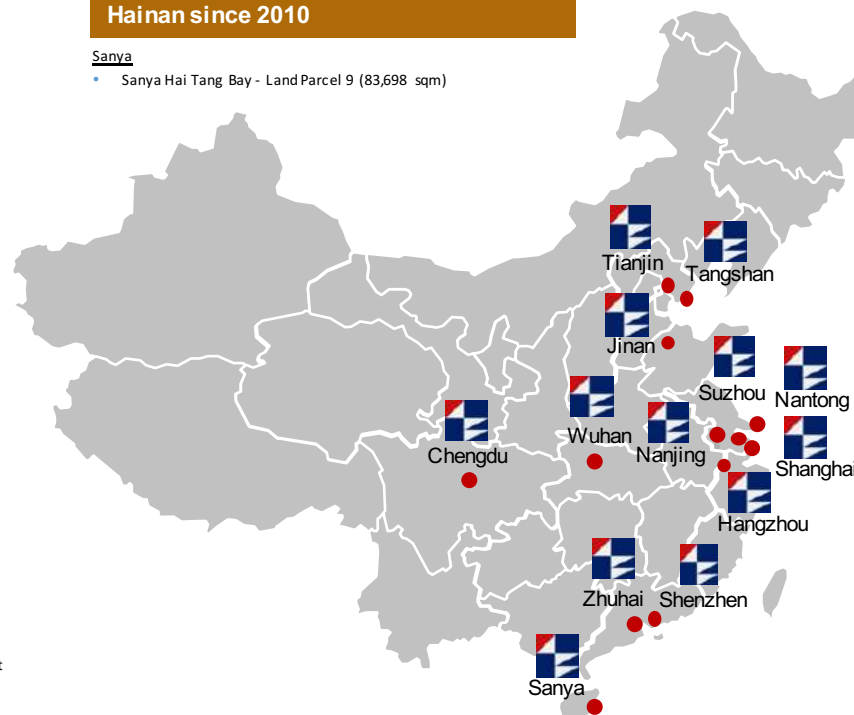 Hainan since 2010
Sanya
• Sanya Hai Tang Bay - Land Parcel 9 (83,698 sqm)
Tianjin
Tangshan
Jinan
Suzhou
Nantong
Chengdu
Wuhan
Nanjing
Shanghai
Hangzhou
Zhuhai
Shenzhen
t
Sanya